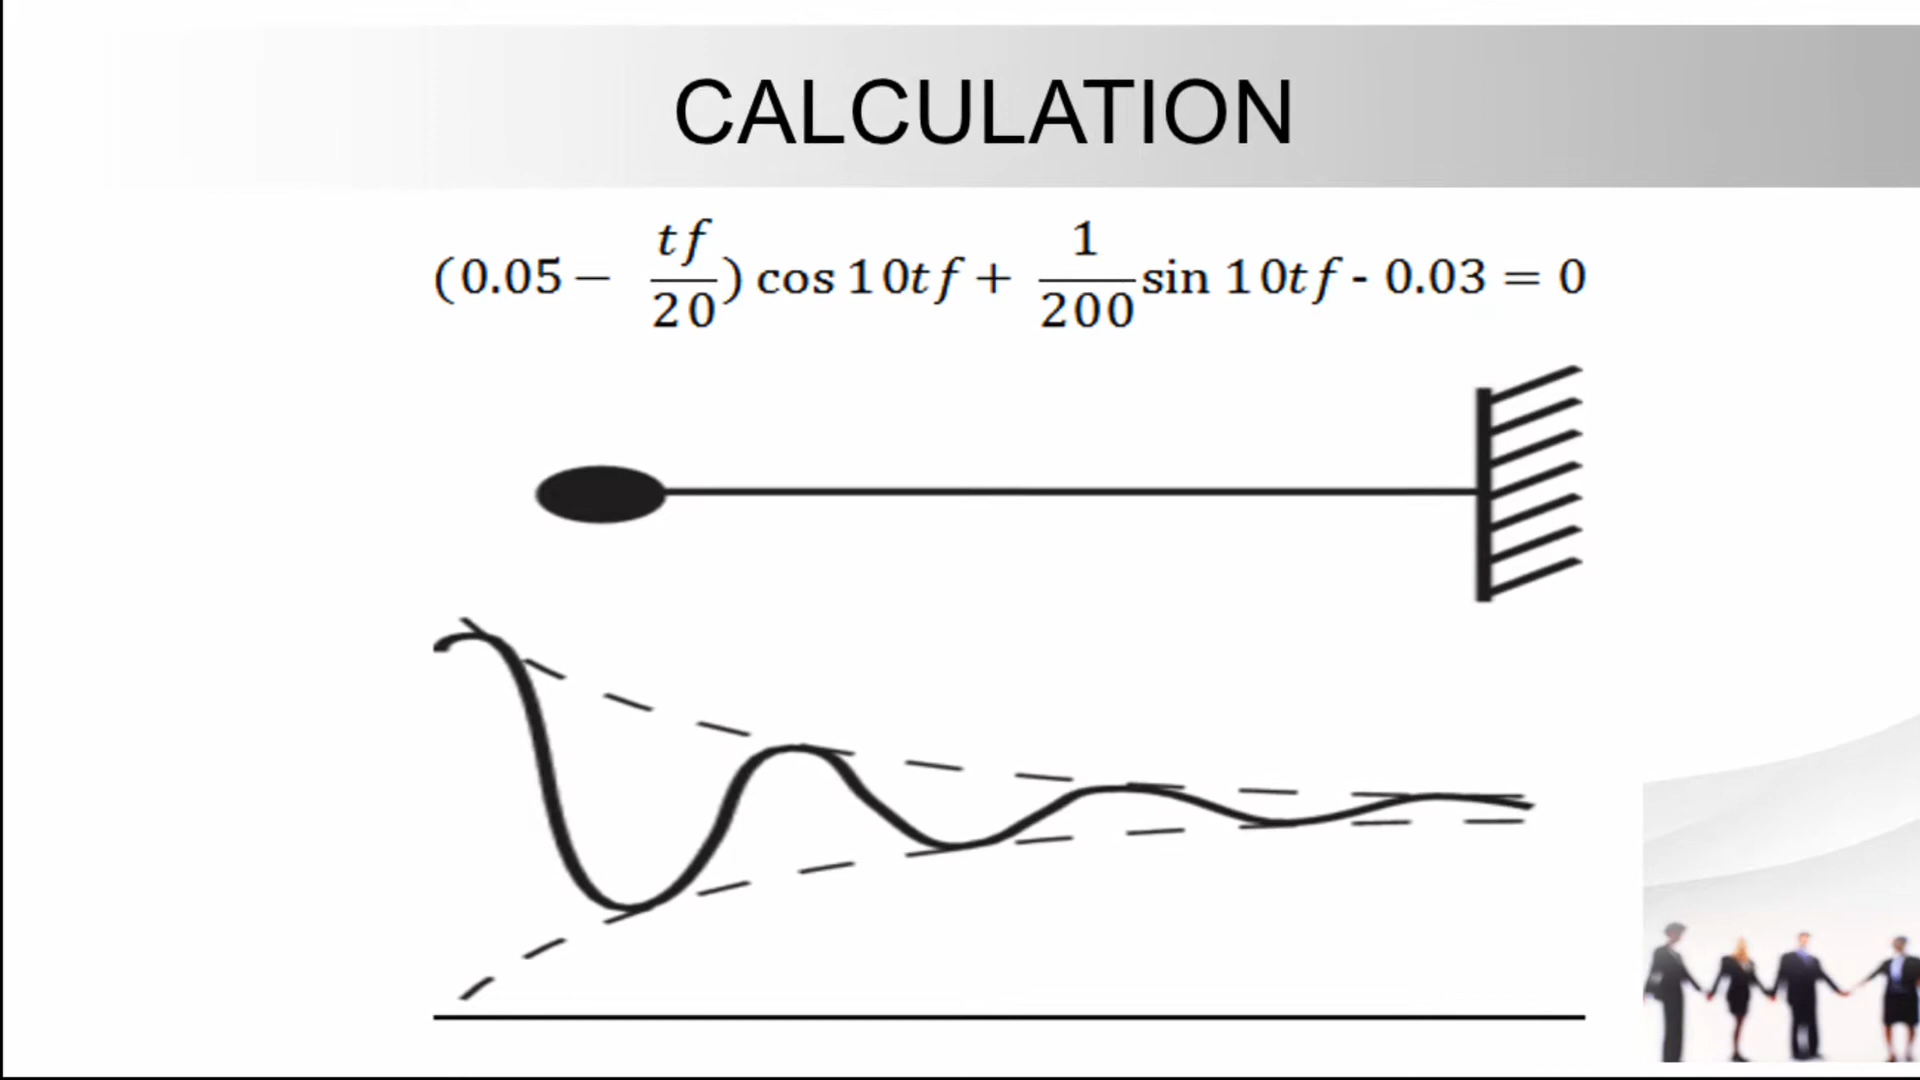 CALCULATION
(0.05 − tf/20) cos 10tf + 1/200 sin 10tf - 0.03 = 0